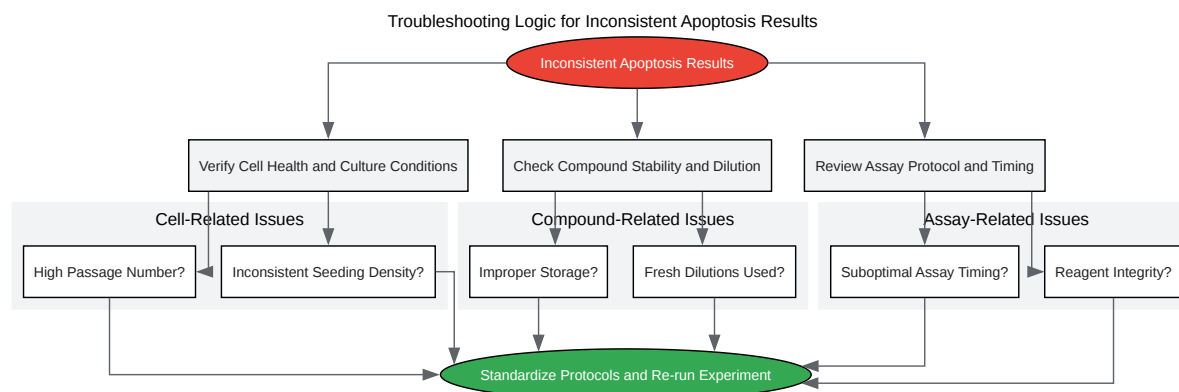 Troubleshooting Logic for Inconsistent Apoptosis Results
Inconsistent Apoptosis Results
Verify Cell Health and Culture Conditions
Check Compound Stability and Dilution
Review Assay Protocol and Timing
Cell-Related Issues
Compound-Related Issues
Assay-Related Issues
High Passage Number?
Inconsistent Seeding Density?
Improper Storage?
Fresh Dilutions Used?
Suboptimal Assay Timing?
Reagent Integrity?
Standardize Protocols and Re-run Experiment